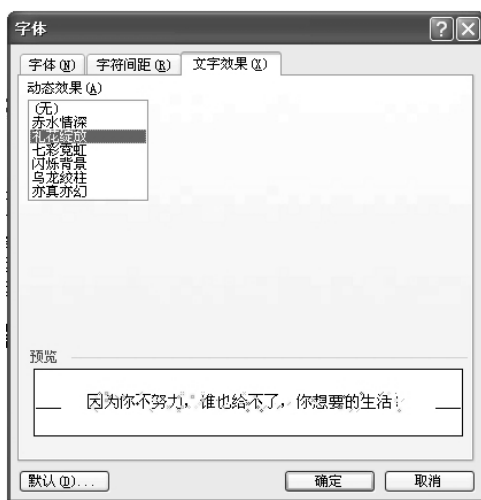 字体
字体(N) 字符间距(R) 文字效果(X)
动态效果(A)
(无)
赤水情深
礼花绽放
七彩霓虹
闪烁背景
乌龙绞柱
亦真亦幻
预览
因为你不努力，谁也给不了，你想要的生活！
默认(D)... 确定 取消